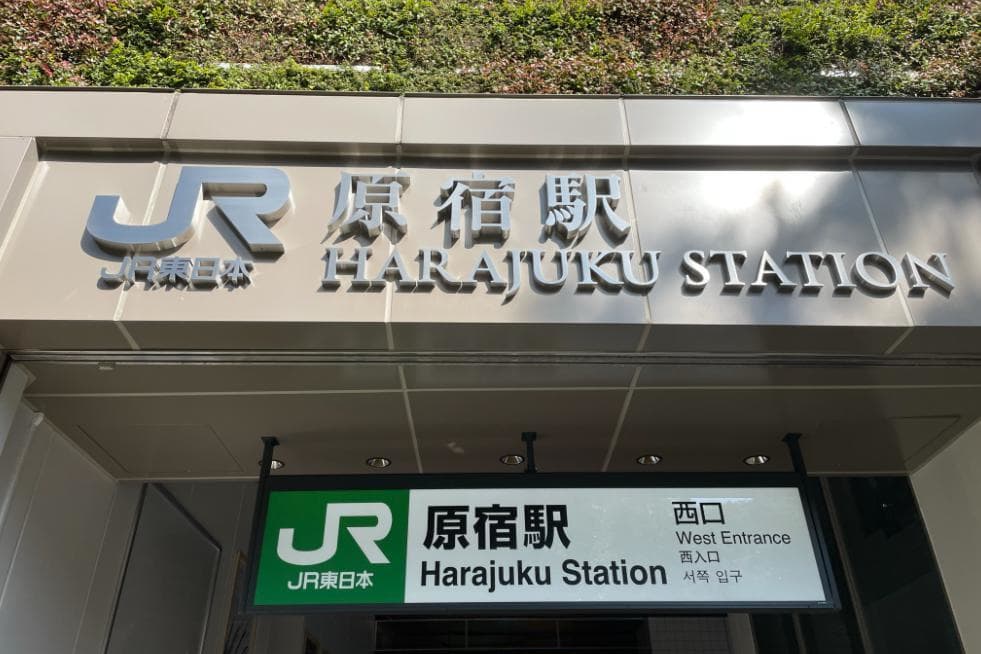 JR 原宿駅
JR東日本 HARAJUKU STATION
JR 原宿駅 西口
West Entrance
西入口
JR東日本 Harajuku Station 서쪽 입구